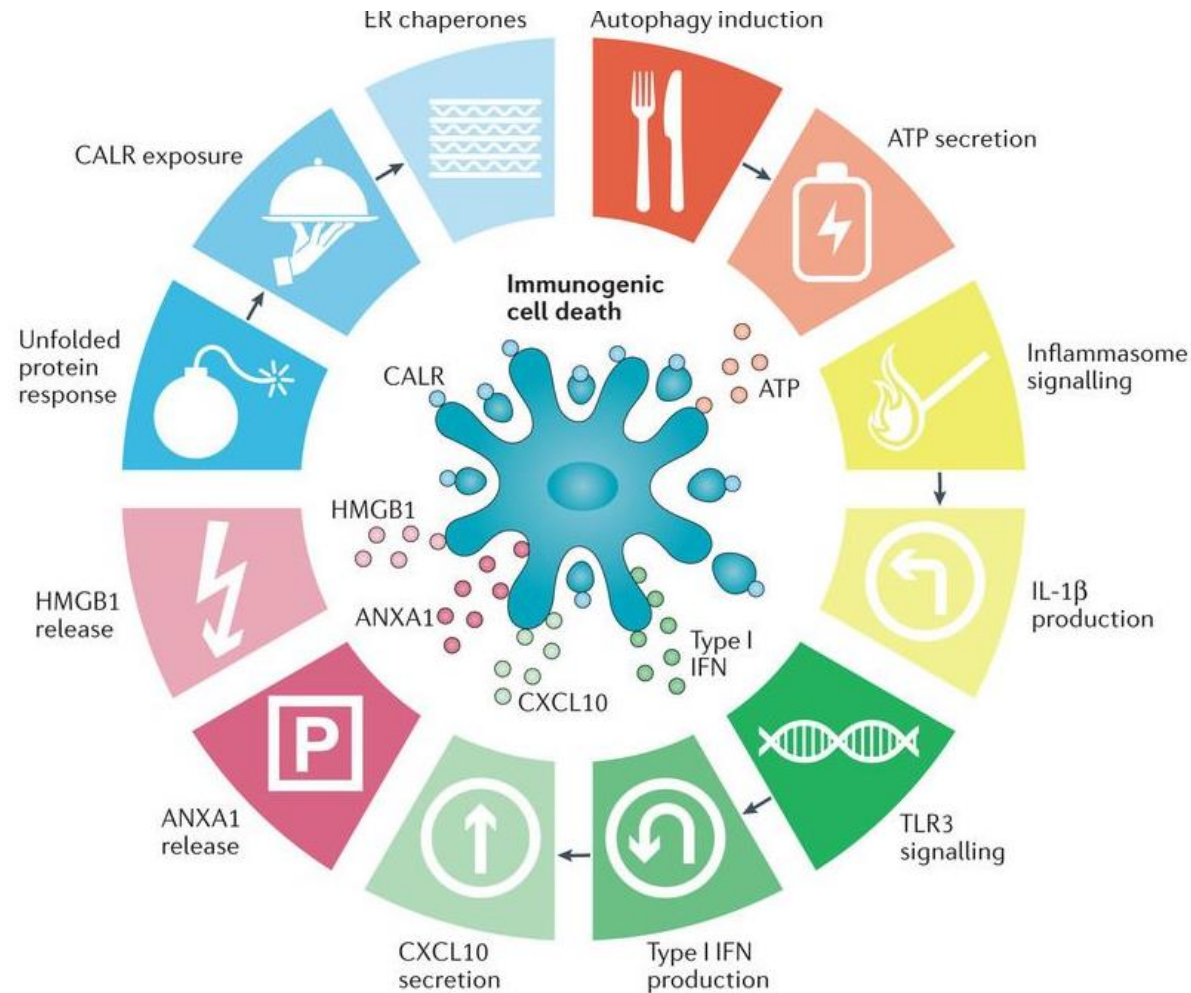 ER chaperones
Autophagy induction
CALR exposure
ATP secretion
Immunogenic
cell death
Unfolded
protein
response
CALR
ATP
Inflammasome
signalling
HMGB1
HMGB1
release
ANXA1
IL-1β
production
Type I
IFN
CXCL10
P
ANXA1
release
TLR3
signalling
CXCL10
secretion
Type I IFN
production